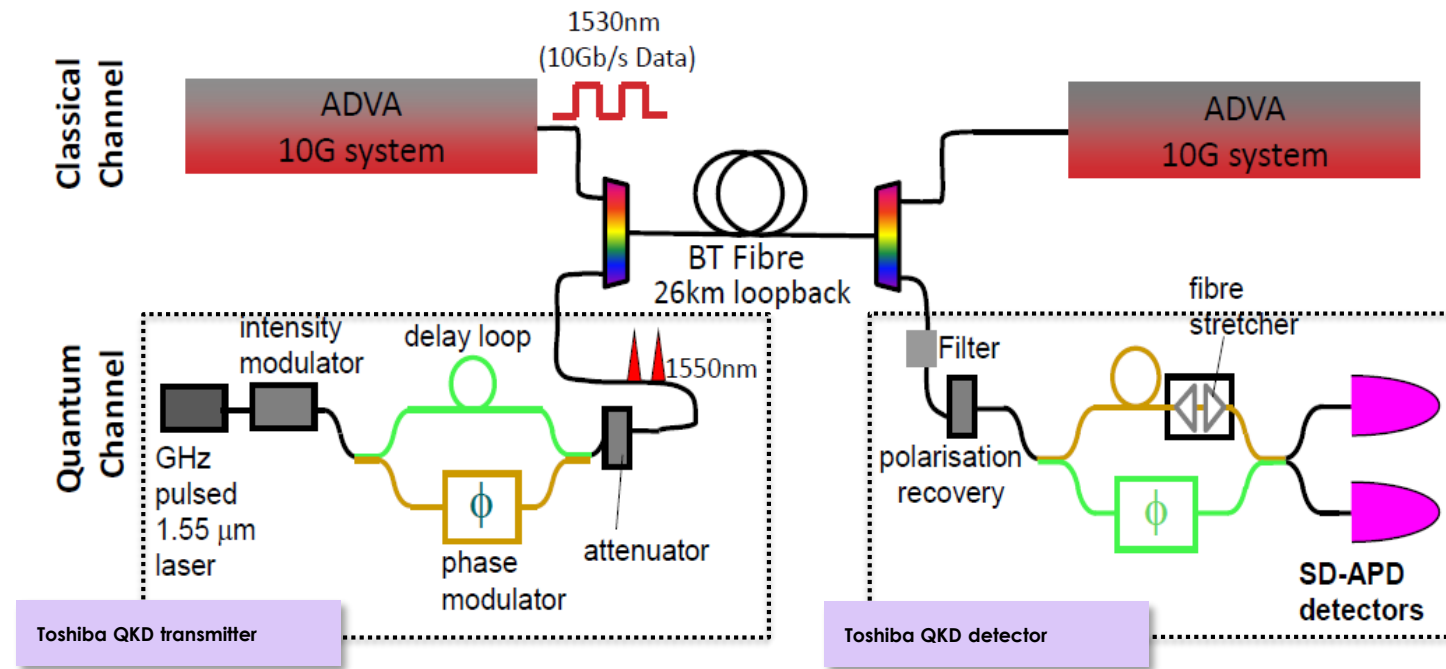 1530nm
(10Gb/s Data)
Classical
Channel
ADVA
10G system
ADVA
10G system
BT Fibre
26km loopback
Quantum
Channel
intensity
modulator
delay loop
1550nm
GHz
pulsed
1.55 μm
laser
ϕ
phase
modulator
attenuator
Toshiba QKD transmitter
fibre
stretcher
Filter
polarisation
recovery
ϕ
SD-APD
detectors
Toshiba QKD detector